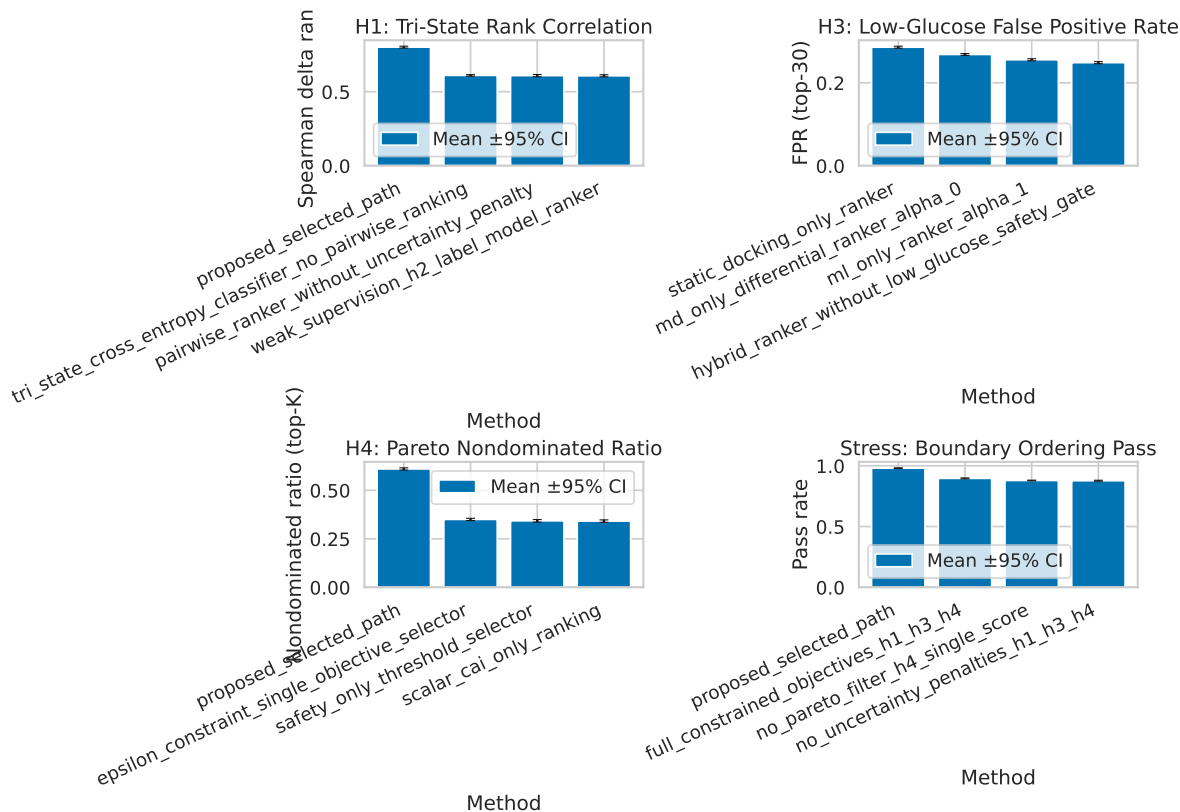 H1: Tri-State Rank Correlation
Spearman delta ran
0.5
0.0
Mean ±95% CI
proposed_selected_path
tri_state_cross_entropy_classifier_no_pairwise_ranking
pairwise_ranker_without_uncertainty_penalty
weak_supervision_h2_label_model_ranker
Method
H3: Low-Glucose False Positive Rate
FPR (top-30)
0.2
0.0
Mean ±95% CI
static_docking_only_ranker
md_only_differential_ranker_alpha_0
ml_only_ranker_alpha_1
hybrid_ranker_without_low_glucose_safety_gate
Method
H4: Pareto Nondominated Ratio
Nondominated ratio (top-K)
0.50
0.25
0.00
Mean ±95% CI
proposed_selected_path
epsilon_constraint_single_objective_selector
safety_only_threshold_selector
scalar_cai_only_ranking
Method
Stress: Boundary Ordering Pass
Pass rate
1.0
0.5
0.0
Mean ±95% CI
proposed_selected_path
full_constrained_objectives_h1_h3_h4
no_pareto_filter_h4_single_score
no_uncertainty_penalties_h1_h3_h4
Method